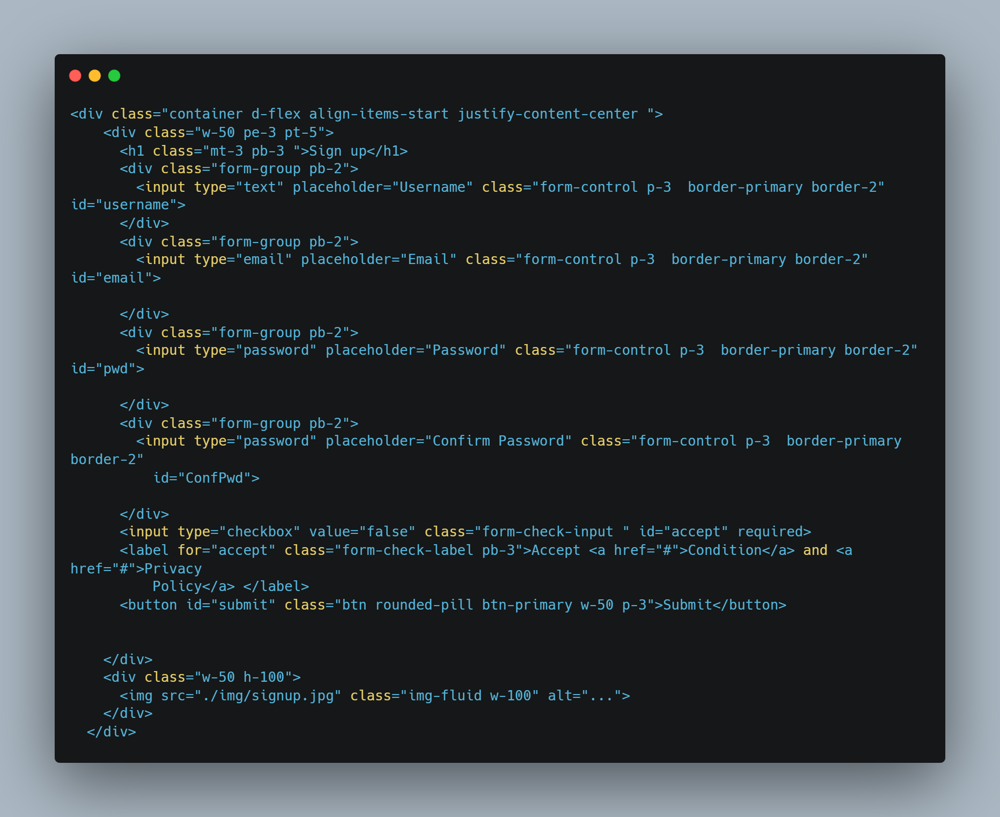 <div class="container d-flex align-items-start justify-content-center ">
    <div class="w-50 pe-3 pt-5">
      <h1 class="mt-3 pb-3 ">Sign up</h1>
      <div class="form-group pb-2">
        <input type="text" placeholder="Username" class="form-control p-3  border-primary border-2"
id="username">
      </div>
      <div class="form-group pb-2">
        <input type="email" placeholder="Email" class="form-control p-3  border-primary border-2"
id="email">

      </div>
      <div class="form-group pb-2">
        <input type="password" placeholder="Password" class="form-control p-3  border-primary border-2"
id="pwd">

      </div>
      <div class="form-group pb-2">
        <input type="password" placeholder="Confirm Password" class="form-control p-3  border-primary
border-2"
          id="ConfPwd">

      </div>
      <input type="checkbox" value="false" class="form-check-input " id="accept" required>
      <label for="accept" class="form-check-label pb-3">Accept <a href="#">Condition</a> and <a
href="#">Privacy
          Policy</a> </label>
      <button id="submit" class="btn rounded-pill btn-primary w-50 p-3">Submit</button>


    </div>
    <div class="w-50 h-100">
      <img src="./img/signup.jpg" class="img-fluid w-100" alt="...">
    </div>
  </div>